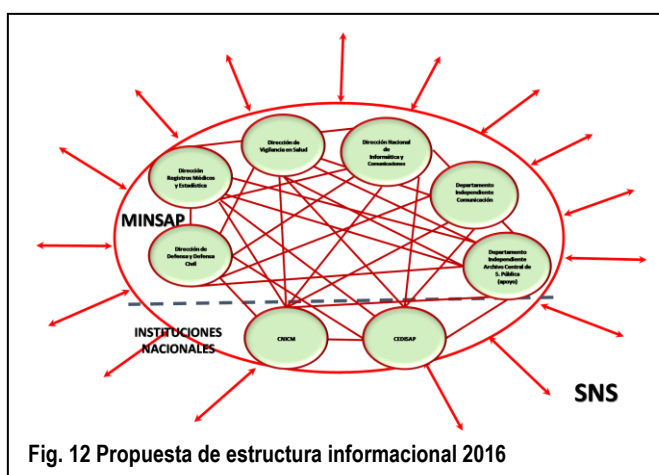 Dirección de
Vigilancia en Salud
Dirección Nacional
de
Informática y
Comunicaciones
Dirección
Registros Médicos
y Estadística
Departamento
Independiente
Comunicación
MINSAP
Dirección de
Defensa y Defensa
Civil
Departamento
Independiente
Archivo Central de
S. Pública
(apoyo)
INSTITUCIONES
NACIONALES
CNICM
CEDISAP
SNS
Fig. 12 Propuesta de estructura informacional 2016